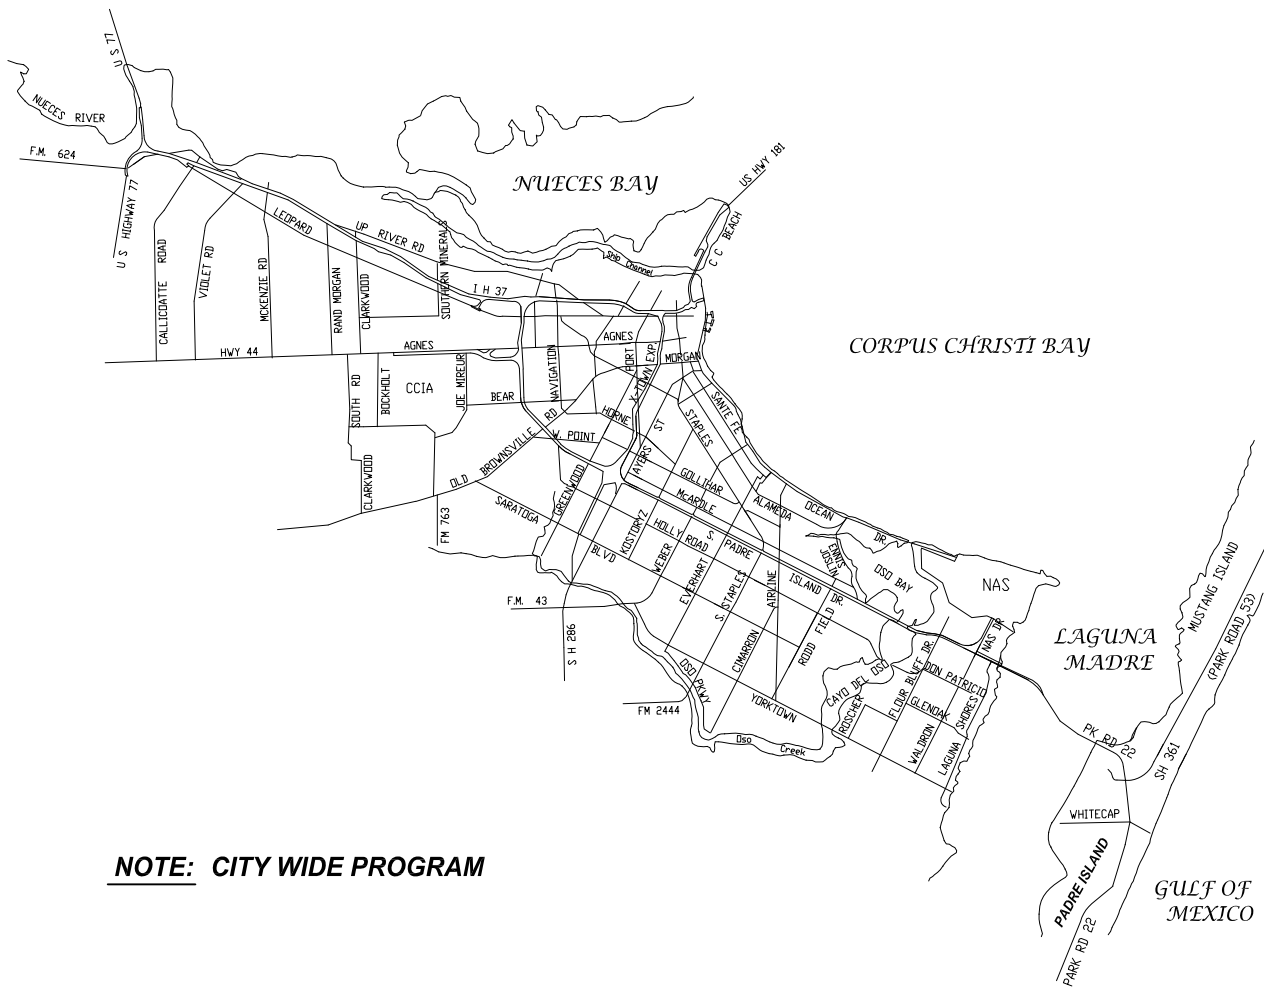 U S 77
NUECES RIVER
F.M. 624
U S HIGHWAY 77
NUECES BAY
US HWY 181
C C BEACH
LEOPARD
UP RIVER RD
Ship Channel
CALLICOATTE ROAD
VIOLET RD
MCKENZIE RD
RAND MORGAN
CLARKWOOD
SOUTHERN MINERALS
I H 37
HWY 44
AGNES
AGNES
NAVIGATION
PORT
X-TOWN EXP.
MORGAN
CORPUS CHRISTI BAY
SOUTH RD
BOCKHOLT
CCIA
JOE MIREUR
BEAR
HORNE
AYERS ST
STAPLES
SANTE FE
OLD BROWNSVILLE RD
W. POINT
CLARKWOOD
FM 763
GREENWOOD
SARATOGA BLVD
KOSTORYZ
GOLLIHAR
McARDLE
ALAMEDA
OCEAN DR.
HOLLY ROAD
WEBER
EVERHART
S. PADRE ISLAND DR.
S. STAPLES
AIRLINE
ENNIS JOSLIN
OSO BAY
NAS
F.M. 43
S H 286
CIMARRON
RODD FIELD
OSO PKWY
FM 2444
YORKTOWN
Oso Creek
CAYO DEL OSO
ROSCHER
FLOUR BLUFF DR.
DON PATRICIO
GLENOAK
WALDRON
LAGUNA SHORES
NAS DR
LAGUNA
MADRE
MUSTANG ISLAND
(PARK ROAD 53)
SH 361
PK RD 22
WHITECAP
PADRE ISLAND
PARK RD 22
GULF OF
MEXICO
NOTE: CITY WIDE PROGRAM